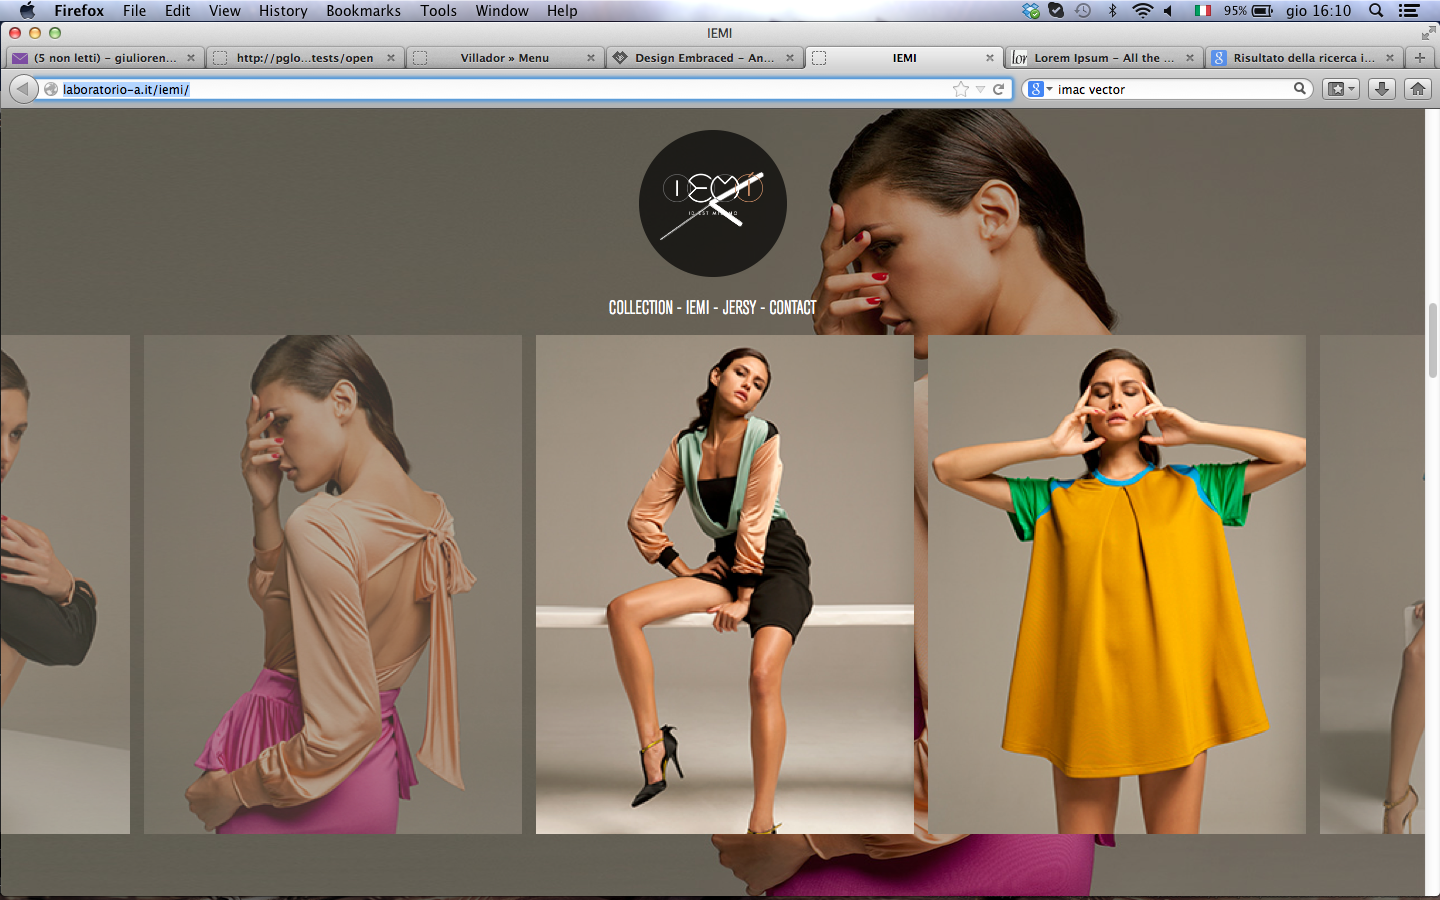 Firefox File Edit View History Bookmarks Tools Window Help 95% gio 16:10
IEMI
(5 non letti) – giulioren... http://pglo...tests/open Villador » Menu Design Embraced – An... IEMI Lorem Ipsum – All the ... Risultato della ricerca i...
laboratorio-a.it/iemi/ imac vector
IEMI
COLLECTION - IEMI - JERSY - CONTACT